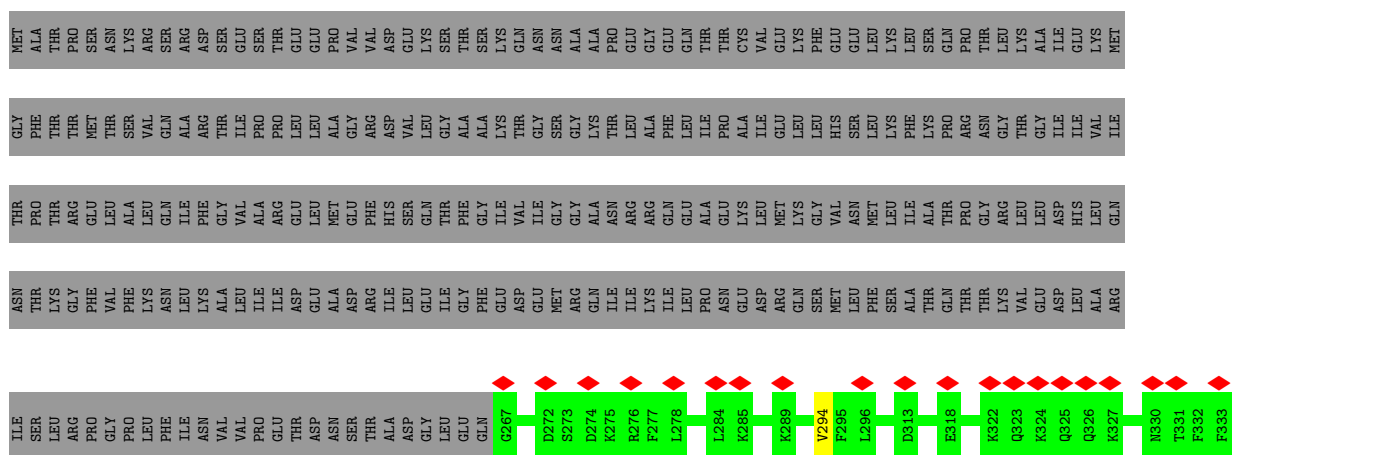 MET ALA THR PRO SER ASN LYS ARG SER ARG ASP SER GLU SER THR GLU GLU PRO VAL VAL ASP GLU LYS SER THR SER LYS GLN ASN ASN ALA ALA PRO GLU GLY GLU GLN THR THR CYS VAL GLU LYS PHE GLU GLU LEU LYS LEU SER GLN PRO THR LEU LYS ALA ILE GLU LYS MET
GLY PHE THR THR MET THR SER VAL GLN ALA ARG THR ILE PRO PRO LEU LEU ALA GLY ARG ASP VAL LEU GLY ALA ALA LYS THR GLY SER GLY LYS THR LEU ALA PHE LEU ILE PRO ALA ILE GLU LEU LEU HIS SER LEU LYS PHE LYS PRO ARG ASN GLY THR GLY ILE ILE VAL ILE
THR PRO THR ARG GLU LEU ALA LEU GLN ILE PHE GLY VAL ALA ARG GLU LEU MET GLU PHE HIS SER GLN THR PHE GLY ILE VAL ILE GLY GLY ALA ASN ARG ARG GLN GLU ALA GLU LYS LEU MET LYS GLY VAL ASN MET LEU ILE ALA THR PRO GLY ARG LEU LEU ASP HIS LEU GLN
ASN THR LYS GLY PHE VAL PHE LYS ASN LEU LYS ALA LEU ILE ILE ASP GLU ALA ASP ARG ILE LEU GLU ILE GLY PHE GLU ASP GLU MET ARG GLN ILE ILE LYS ILE LEU PRO ASN GLU ASP ARG GLN SER MET LEU PHE SER ALA THR GLN THR THR LYS VAL GLU ASP LEU ALA ARG
ILE SER LEU ARG PRO GLY PRO LEU PHE ILE ASN VAL VAL PRO GLU THR ASP ASN SER THR ALA ASP GLY LEU GLU GLN G267 D272 S273 D274 K275 R276 F277 L278 L284 K285 K289 V294 F295 L296 D313 E318 K322 Q323 K324 Q325 Q326 K327 N330 T331 F332 F333